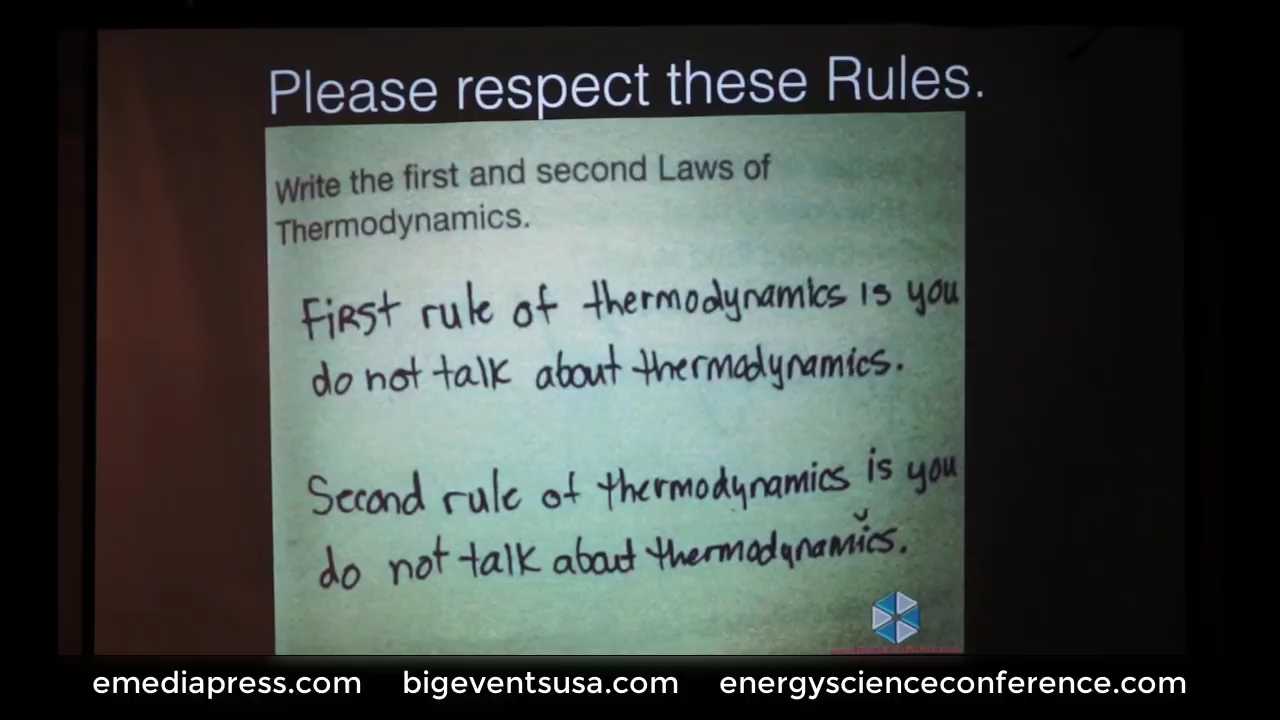 Please respect these Rules.
Write the first and second Laws of
Thermodynamics.
First rule of thermodynamics is you
do not talk about thermodynamics.
Second rule of thermodynamics is you
do not talk about thermodynamics.
emediapress.com bigeventsusa.com energyscienceconference.com